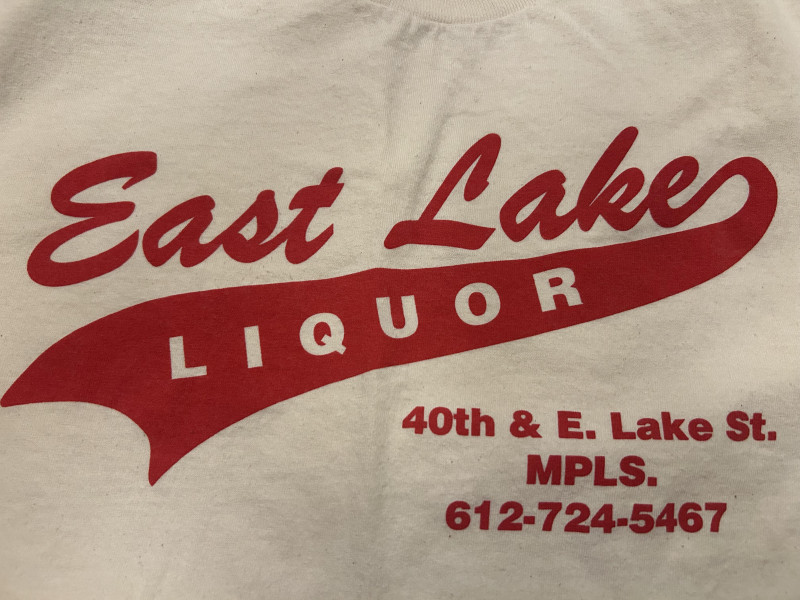 East Lake
LIQUOR
40th & E. Lake St.
MPLS.
612-724-5467